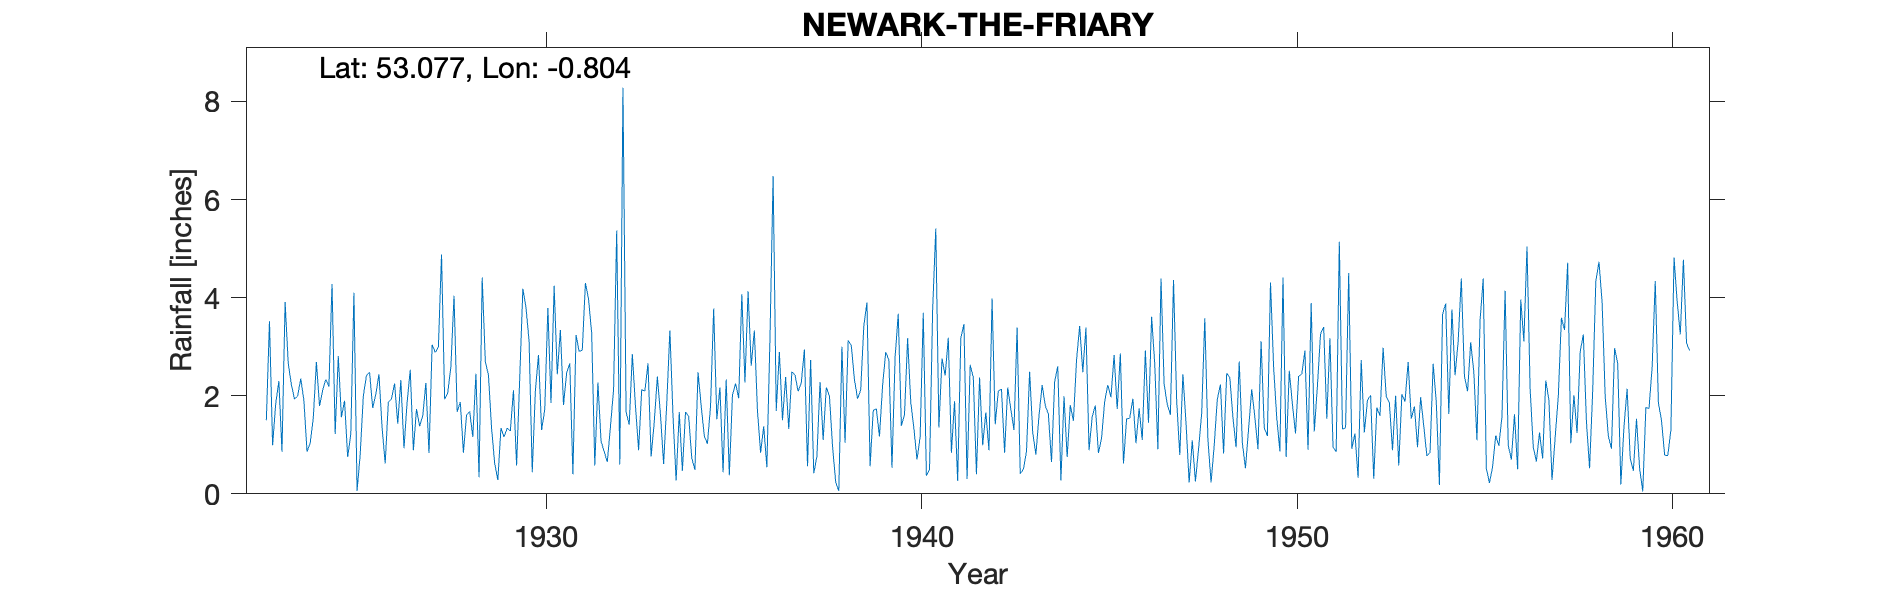 NEWARK-THE-FRIARY
Lat: 53.077, Lon: -0.804
8
6
4
2
0
Rainfall [inches]
1930 1940 1950 1960
Year